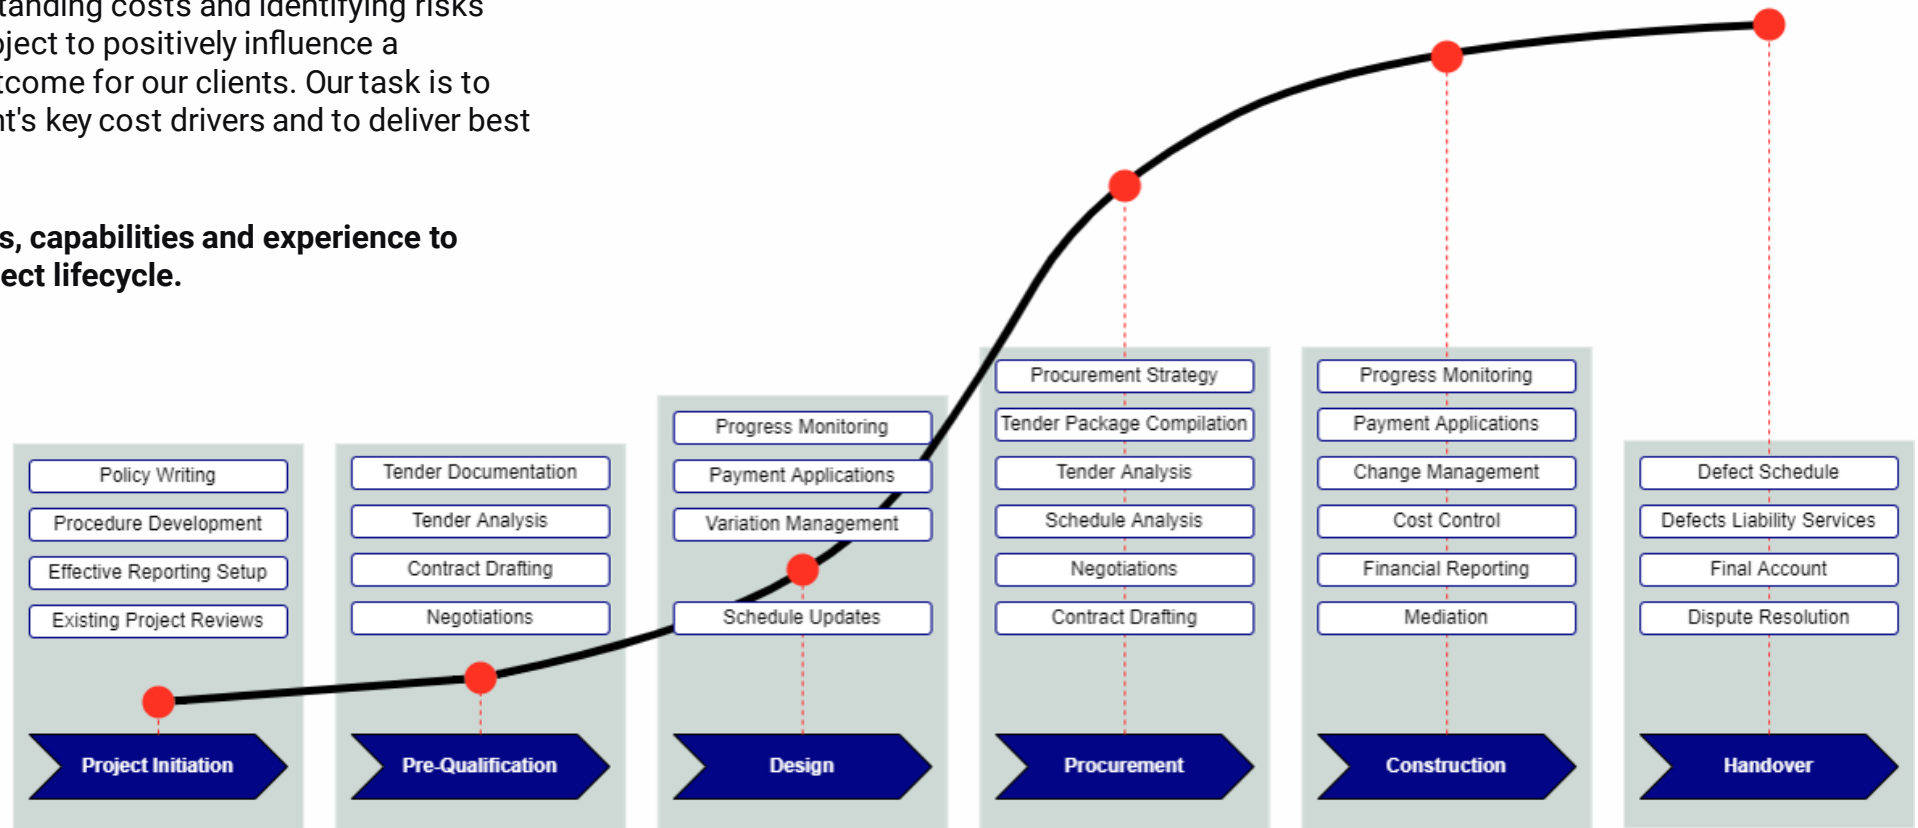 tanding costs and identifying risks
oject to positively influence a
tcome for our clients. Our task is to
nt's key cost drivers and to deliver best
s, capabilities and experience to
ect lifecycle.
Policy Writing
Procedure Development
Effective Reporting Setup
Existing Project Reviews
Project Initiation
Tender Documentation
Tender Analysis
Contract Drafting
Negotiations
Pre-Qualification
Progress Monitoring
Payment Applications
Variation Management
Schedule Updates
Design
Procurement Strategy
Tender Package Compilation
Tender Analysis
Schedule Analysis
Negotiations
Contract Drafting
Procurement
Progress Monitoring
Payment Applications
Change Management
Cost Control
Financial Reporting
Mediation
Construction
Defect Schedule
Defects Liability Services
Final Account
Dispute Resolution
Handover